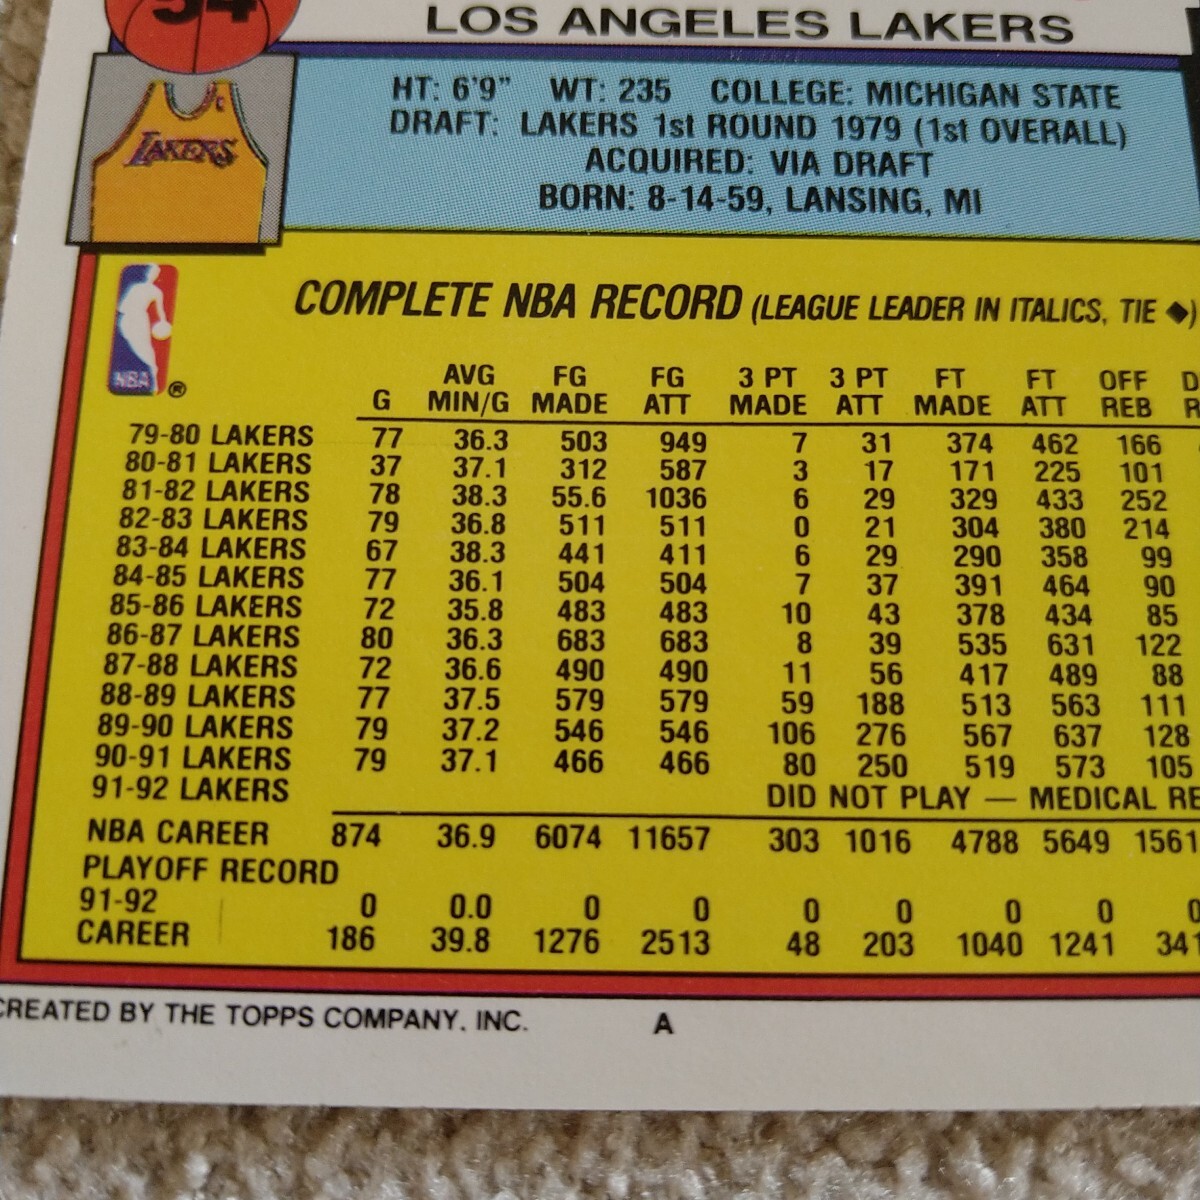 54
LOS ANGELES LAKERS
LAKERS
HT: 6'9" WT: 235 COLLEGE: MICHIGAN STATE
DRAFT: LAKERS 1st ROUND 1979 (1st OVERALL)
ACQUIRED: VIA DRAFT
BORN: 8-14-59, LANSING, MI
NBA ®
COMPLETE NBA RECORD (LEAGUE LEADER IN ITALICS, TIE ◆)
AVG FG FG 3 PT 3 PT FT FT OFF D
G MIN/G MADE ATT MADE ATT MADE ATT REB R
79-80 LAKERS 77 36.3 503 949 7 31 374 462 166
80-81 LAKERS 37 37.1 312 587 3 17 171 225 101
81-82 LAKERS 78 38.3 55.6 1036 6 29 329 433 252
82-83 LAKERS 79 36.8 511 511 0 21 304 380 214
83-84 LAKERS 67 38.3 441 411 6 29 290 358 99
84-85 LAKERS 77 36.1 504 504 7 37 391 464 90
85-86 LAKERS 72 35.8 483 483 10 43 378 434 85
86-87 LAKERS 80 36.3 683 683 8 39 535 631 122
87-88 LAKERS 72 36.6 490 490 11 56 417 489 88
88-89 LAKERS 77 37.5 579 579 59 188 513 563 111
89-90 LAKERS 79 37.2 546 546 106 276 567 637 128
90-91 LAKERS 79 37.1 466 466 80 250 519 573 105
91-92 LAKERS DID NOT PLAY — MEDICAL RE
NBA CAREER 874 36.9 6074 11657 303 1016 4788 5649 1561
PLAYOFF RECORD
91-92 0 0.0 0 0 0 0 0 0 0
CAREER 186 39.8 1276 2513 48 203 1040 1241 341
CREATED BY THE TOPPS COMPANY, INC. A